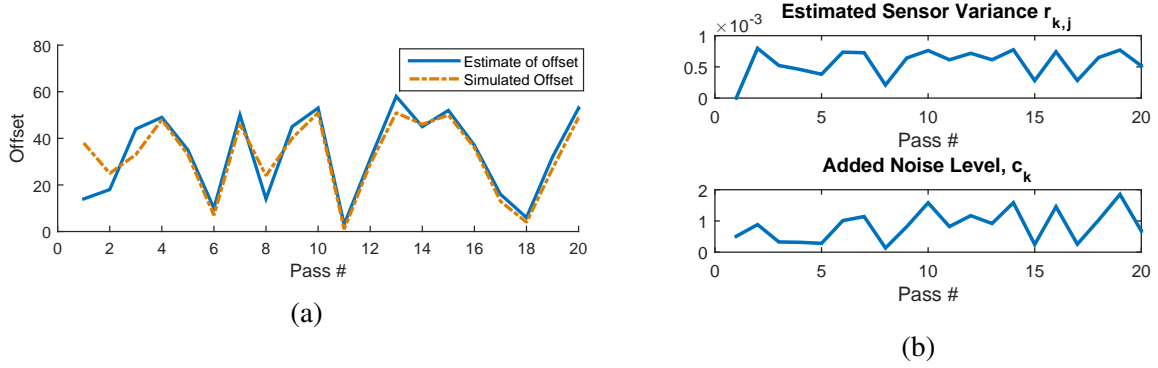 80
60
40
20
0
Offset
Estimate of offset
Simulated Offset
0 2 4 6 8 10 12 14 16 18 20
Pass #
(a)
×10⁻³
Estimated Sensor Variance r_{k,j}
1
0.5
0
0 5 10 15 20
Pass #
Added Noise Level, c_k
2
1
0
0 5 10 15 20
Pass #
(b)